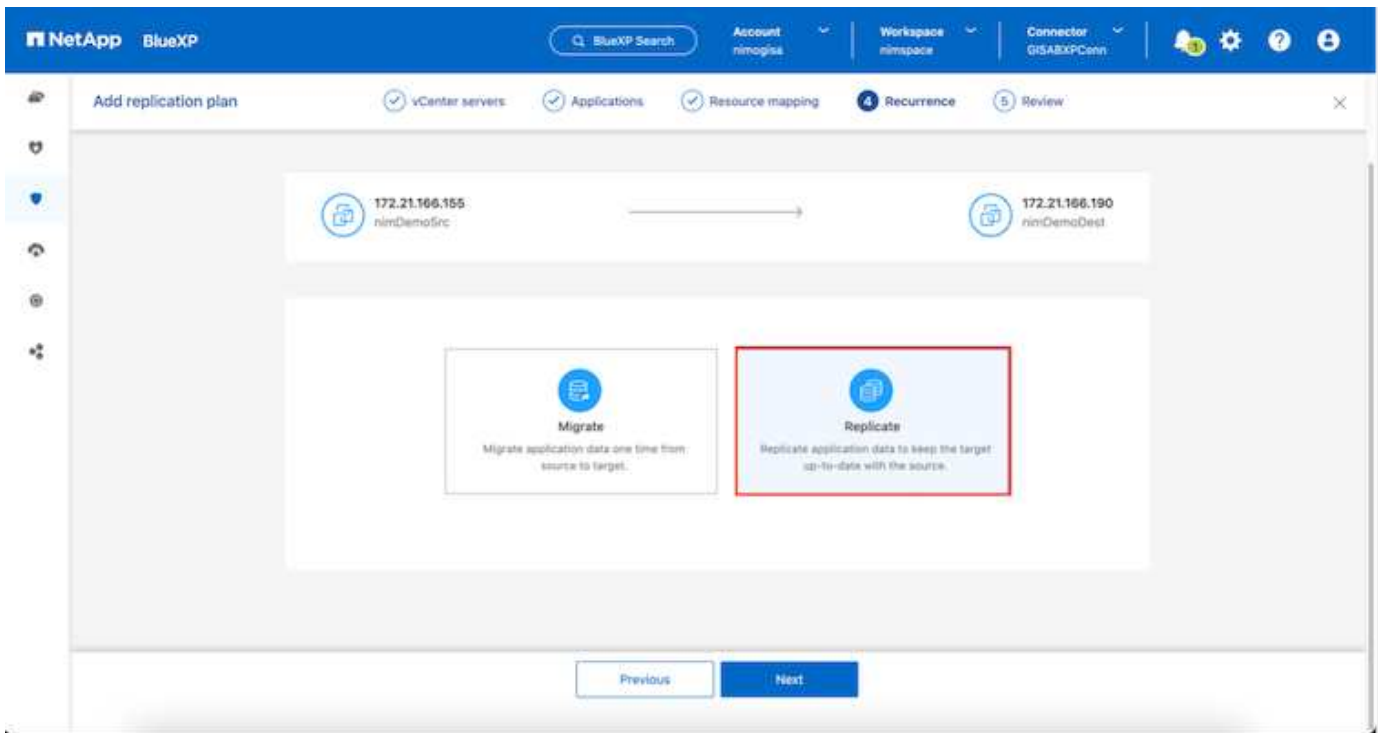 NetApp BlueXP
BlueXP Search
Account
nimogisa
Workspace
nimspace
Connector
GISABXPConn
1
Add replication plan
vCenter servers
Applications
Resource mapping
4 Recurrence
5 Review
172.21.166.155
nimDemoSrc
172.21.166.190
nimDemoDest
Migrate
Migrate application data one time from
source to target.
Replicate
Replicate application data to keep the target
up-to-date with the source.
Previous
Next